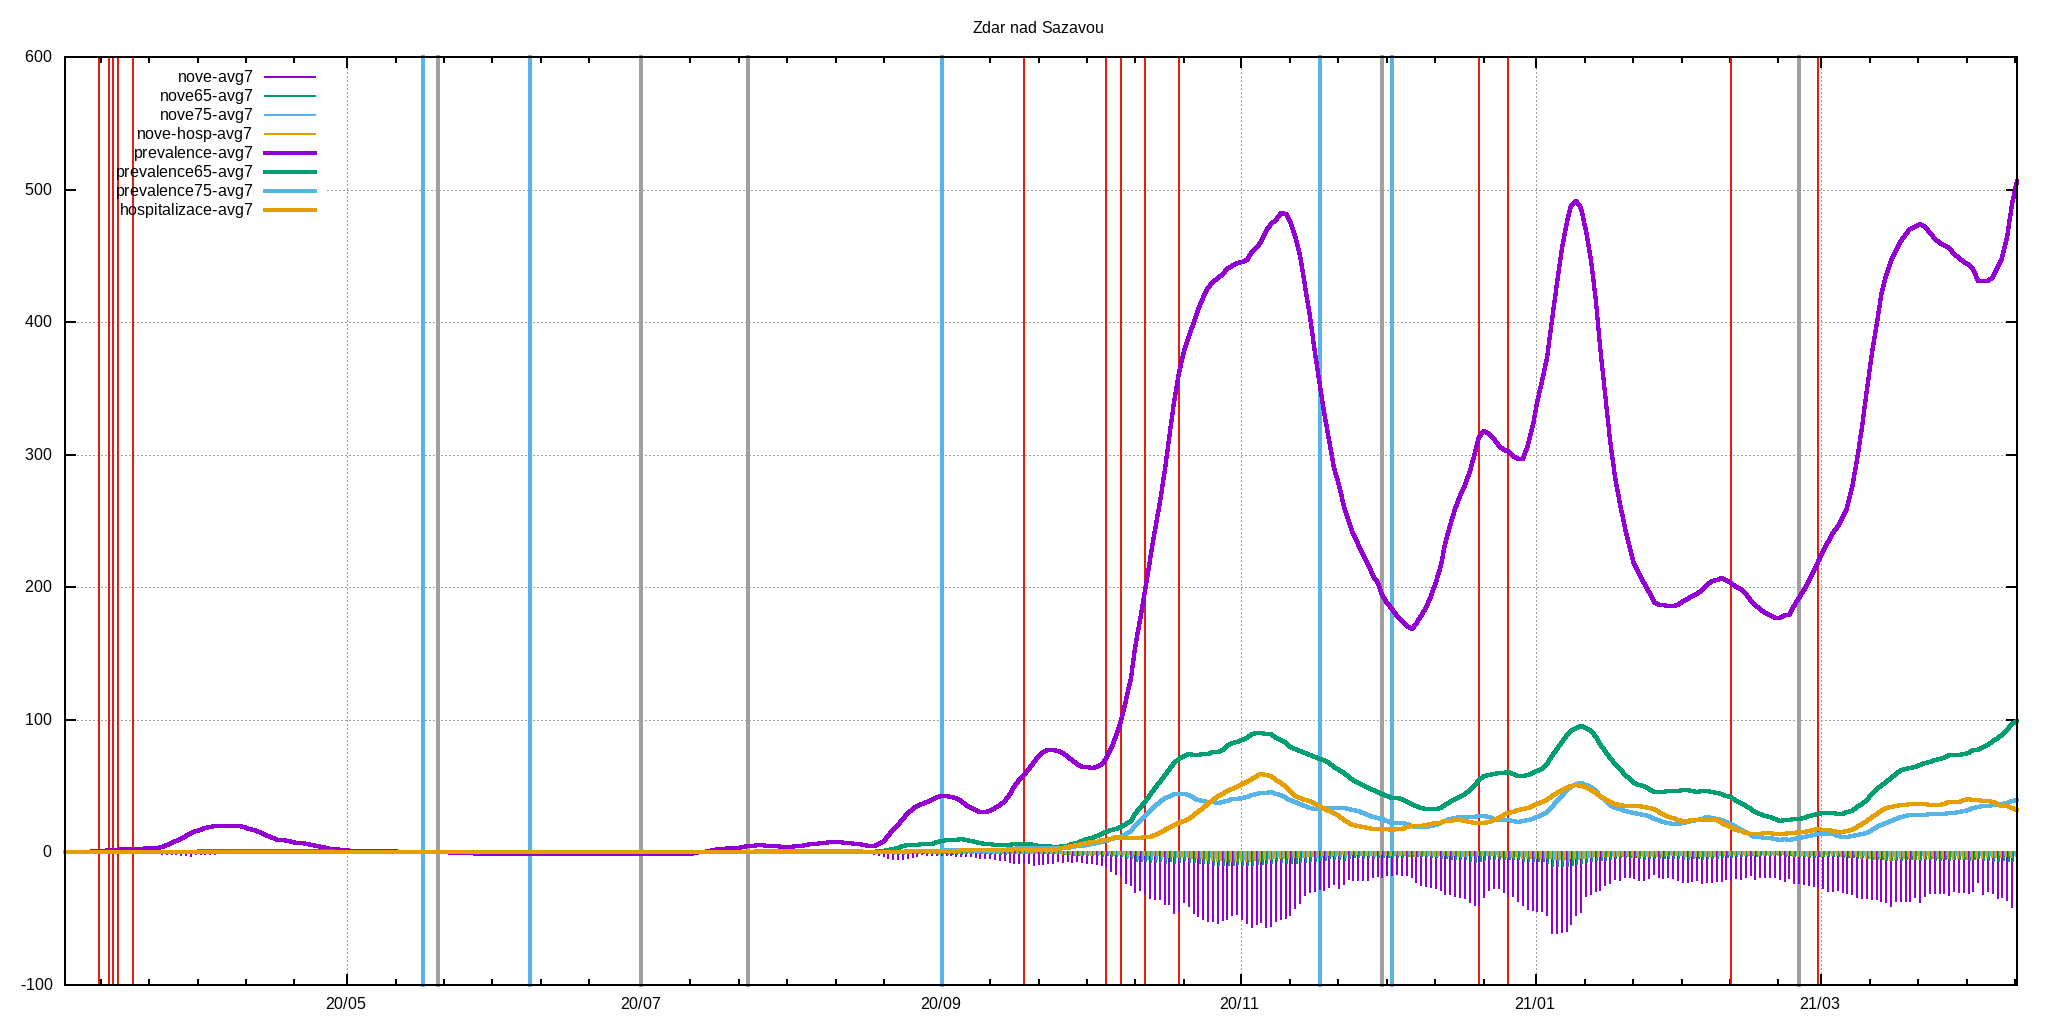 Zdar nad Sazavou
600
500
400
300
200
100
0
-100
nove-avg7
nove65-avg7
nove75-avg7
nove-hosp-avg7
prevalence-avg7
prevalence65-avg7
prevalence75-avg7
hospitalizace-avg7
20/05
20/07
20/09
20/11
21/01
21/03